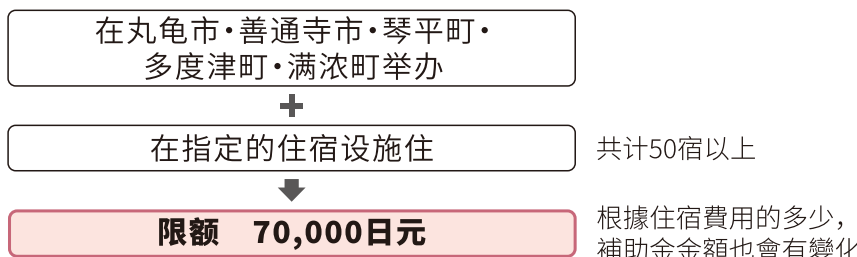 在丸龟市・善通寺市・琴平町・
多度津町・满浓町举办
+
在指定的住宿设施住
共计50宿以上
限额　70,000日元
根據住宿費用的多少，
補助金金額也會有變化